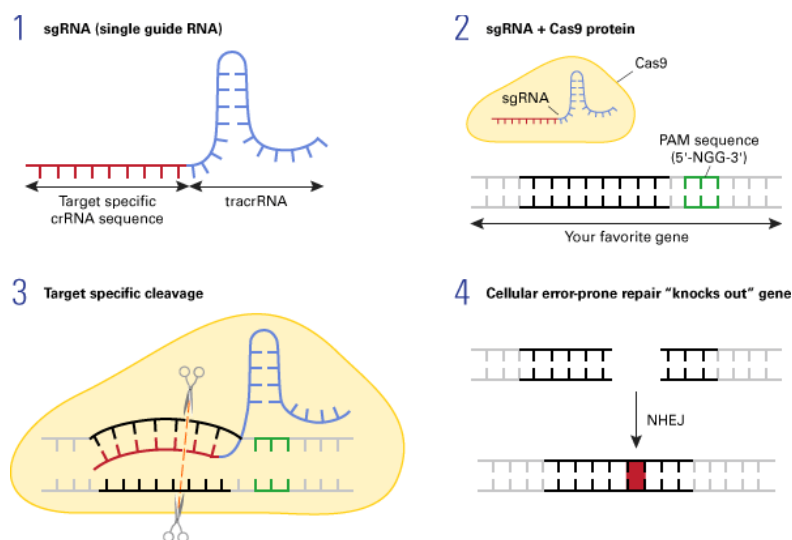 1 sgRNA (single guide RNA)
Target specific
crRNA sequence
tracrRNA
2 sgRNA + Cas9 protein
Cas9
sgRNA
PAM sequence
(5'-NGG-3')
Your favorite gene
3 Target specific cleavage
4 Cellular error-prone repair “knocks out“ gene
NHEJ